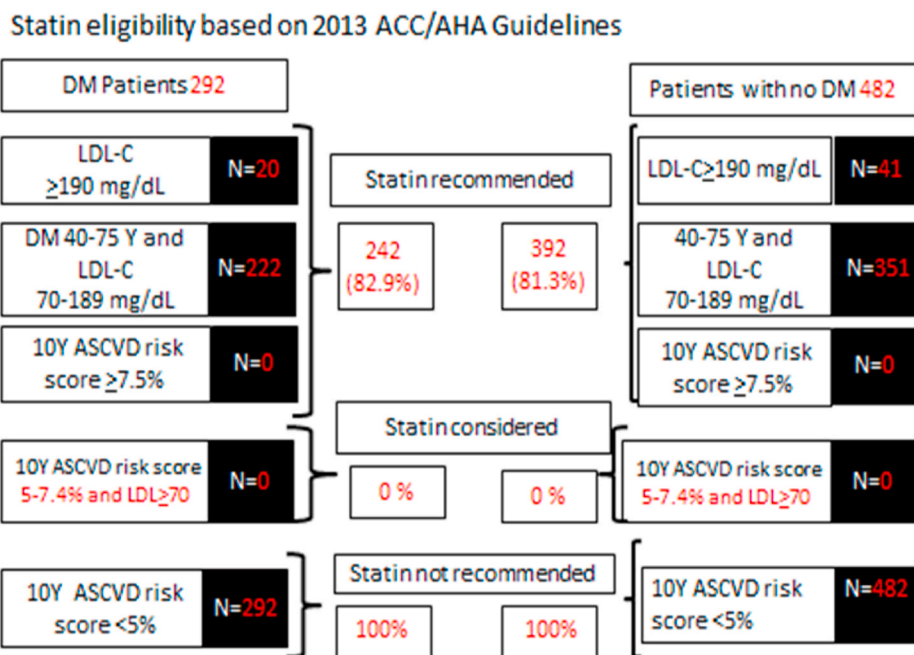 Statin eligibility based on 2013 ACC/AHA Guidelines
DM Patients 292
Patients with no DM 482
LDL-C
≥190 mg/dL
N=20
Statin recommended
LDL-C≥190 mg/dL
N=41
DM 40-75 Y and
LDL-C
70-189 mg/dL
N=222
242
(82.9%)
392
(81.3%)
40-75 Y and
LDL-C
70-189 mg/dL
N=351
10Y ASCVD risk
score ≥7.5%
N=0
10Y ASCVD risk
score ≥7.5%
N=0
Statin considered
10Y ASCVD risk score
5-7.4% and LDL≥70
N=0
0 %
0 %
10Y ASCVD risk score
5-7.4% and LDL≥70
N=0
Statin not recommended
10Y ASCVD risk
score <5%
N=292
100%
100%
10Y ASCVD risk
score <5%
N=482